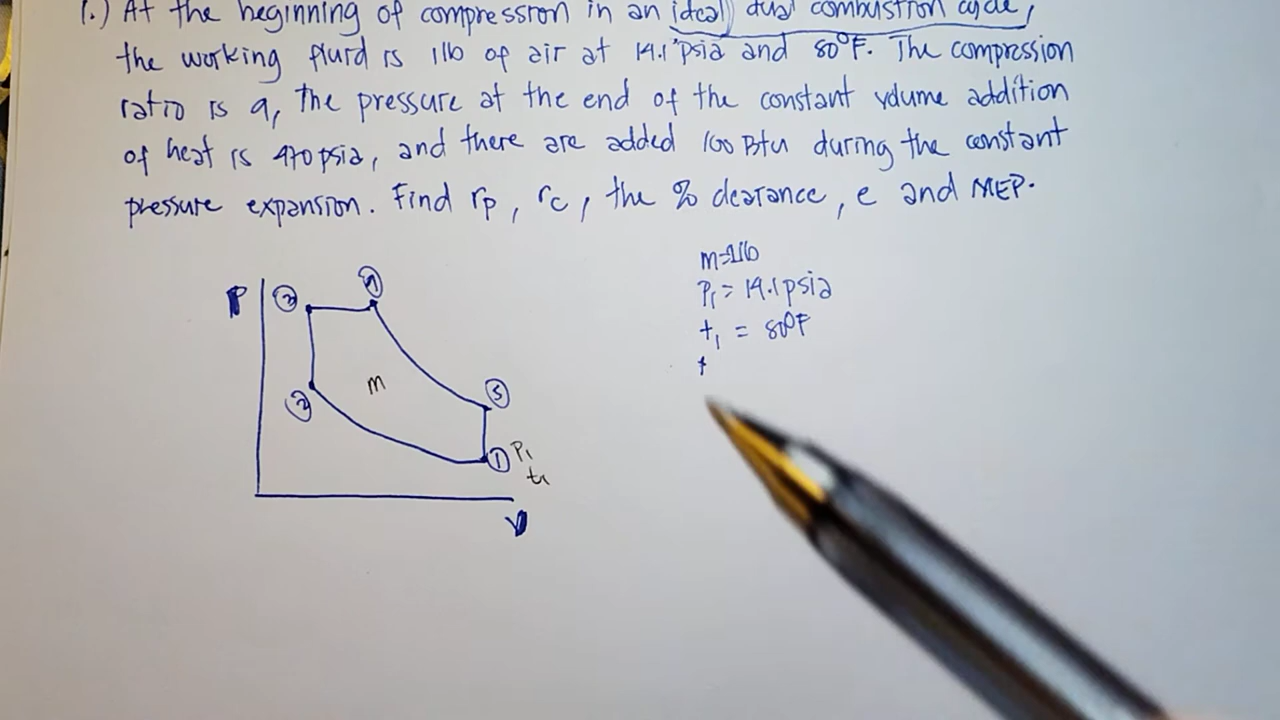 1.) At the beginning of compression in an ideal dual combustion cycle,
the working fluid is 1lb of air at 14.1 psia and 80°F. The compression
ratio is 9, the pressure at the end of the constant volume addition
of heat is 470 psia, and there are added 100 Btu during the constant
pressure expansion. Find rp, rc, the % clearance, e and MEP.
m=1lb
P1 = 14.1psia
t1 = 80°F
t
P
3
4
m
2
5
1 P1
t1
V